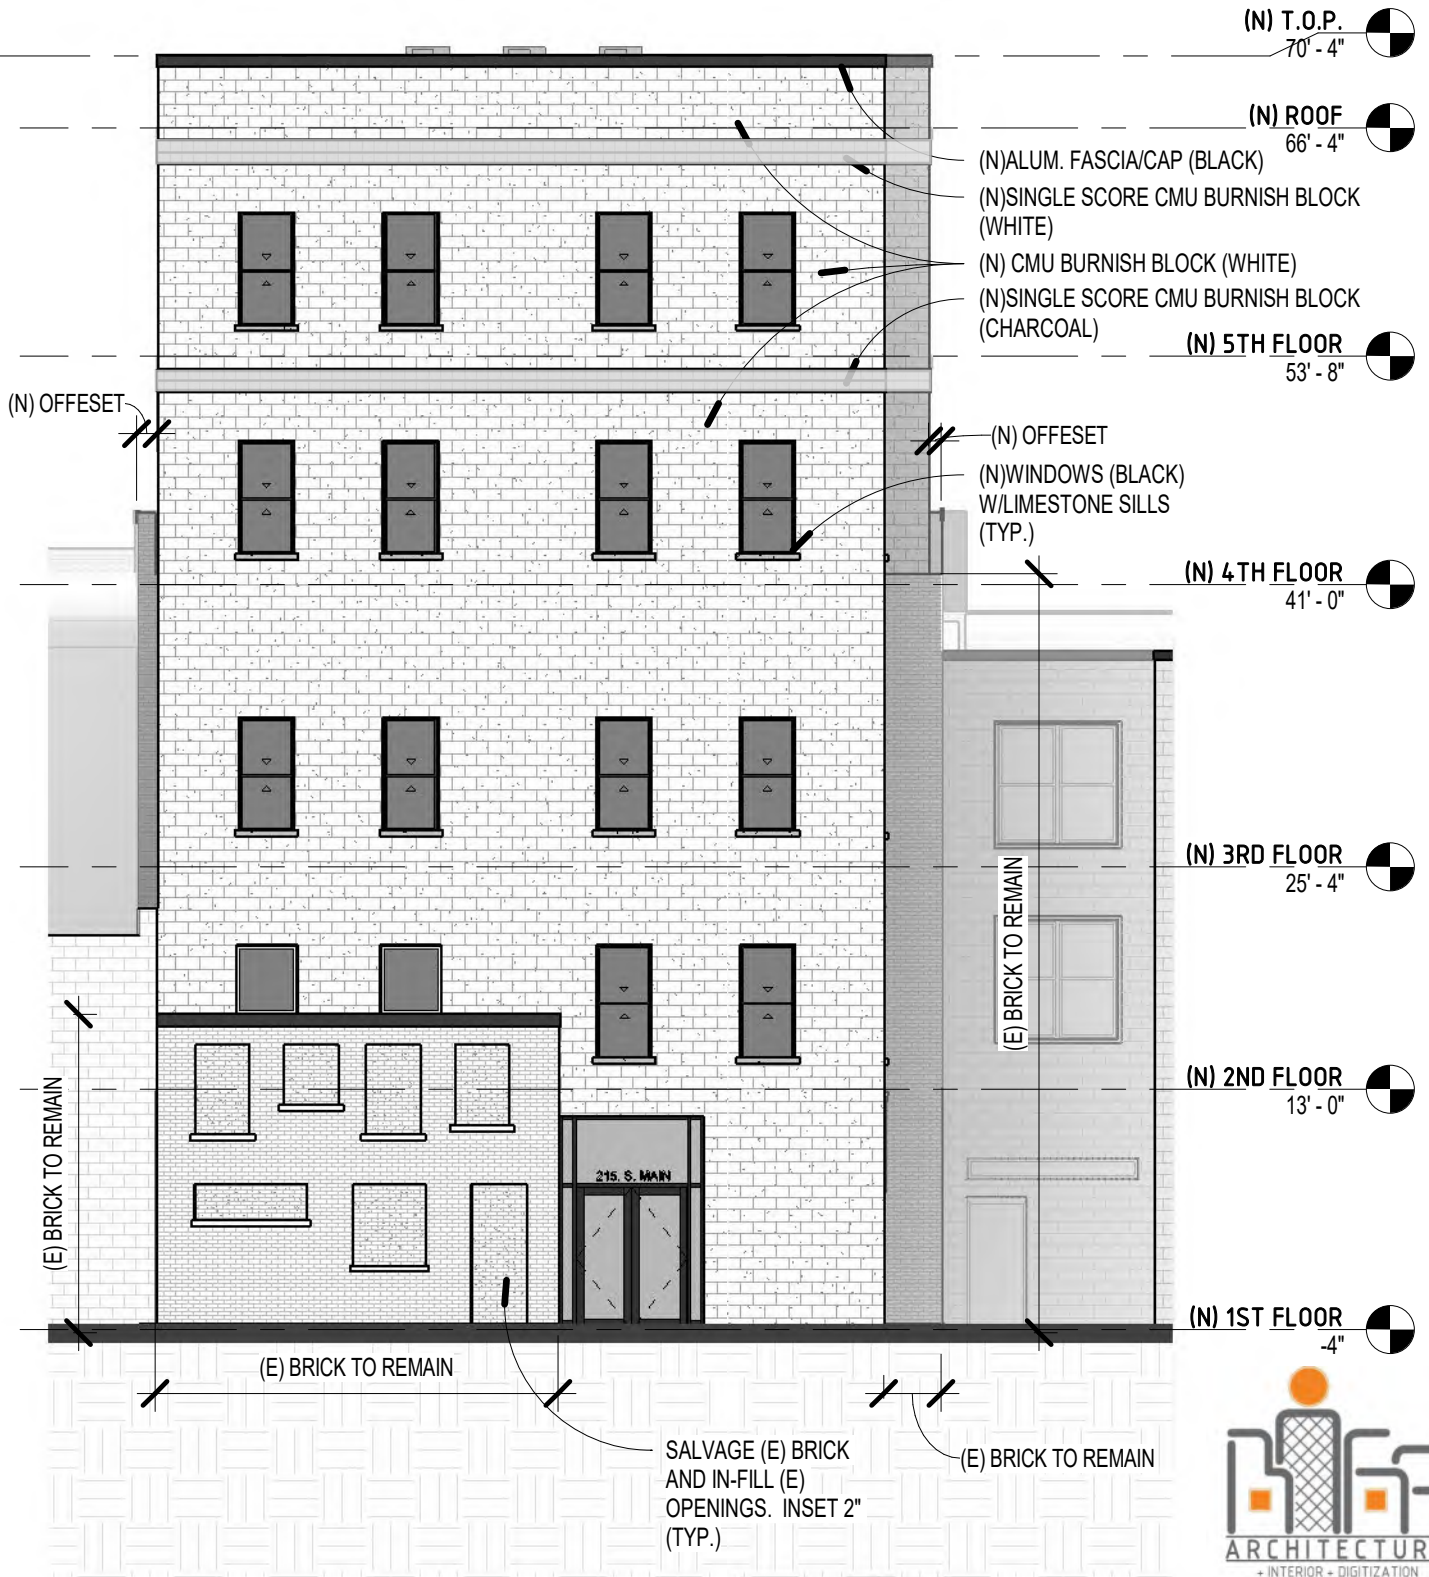 (N) T.O.P.
70' - 4"
(N) ROOF
66' - 4"
(N)ALUM. FASCIA/CAP (BLACK)
(N)SINGLE SCORE CMU BURNISH BLOCK
(WHITE)
(N) CMU BURNISH BLOCK (WHITE)
(N)SINGLE SCORE CMU BURNISH BLOCK
(CHARCOAL)
(N) 5TH FLOOR
53' - 8"
(N) OFFESET
(N) OFFESET
(N)WINDOWS (BLACK)
W/LIMESTONE SILLS
(TYP.)
(N) 4TH FLOOR
41' - 0"
(N) 3RD FLOOR
25' - 4"
(E) BRICK TO REMAIN
(N) 2ND FLOOR
13' - 0"
(E) BRICK TO REMAIN
215. S. MAIN
(N) 1ST FLOOR
-4"
(E) BRICK TO REMAIN
SALVAGE (E) BRICK
AND IN-FILL (E)
OPENINGS. INSET 2"
(TYP.)
(E) BRICK TO REMAIN
ARCHITECTUR
+ INTERIOR + DIGITIZATION